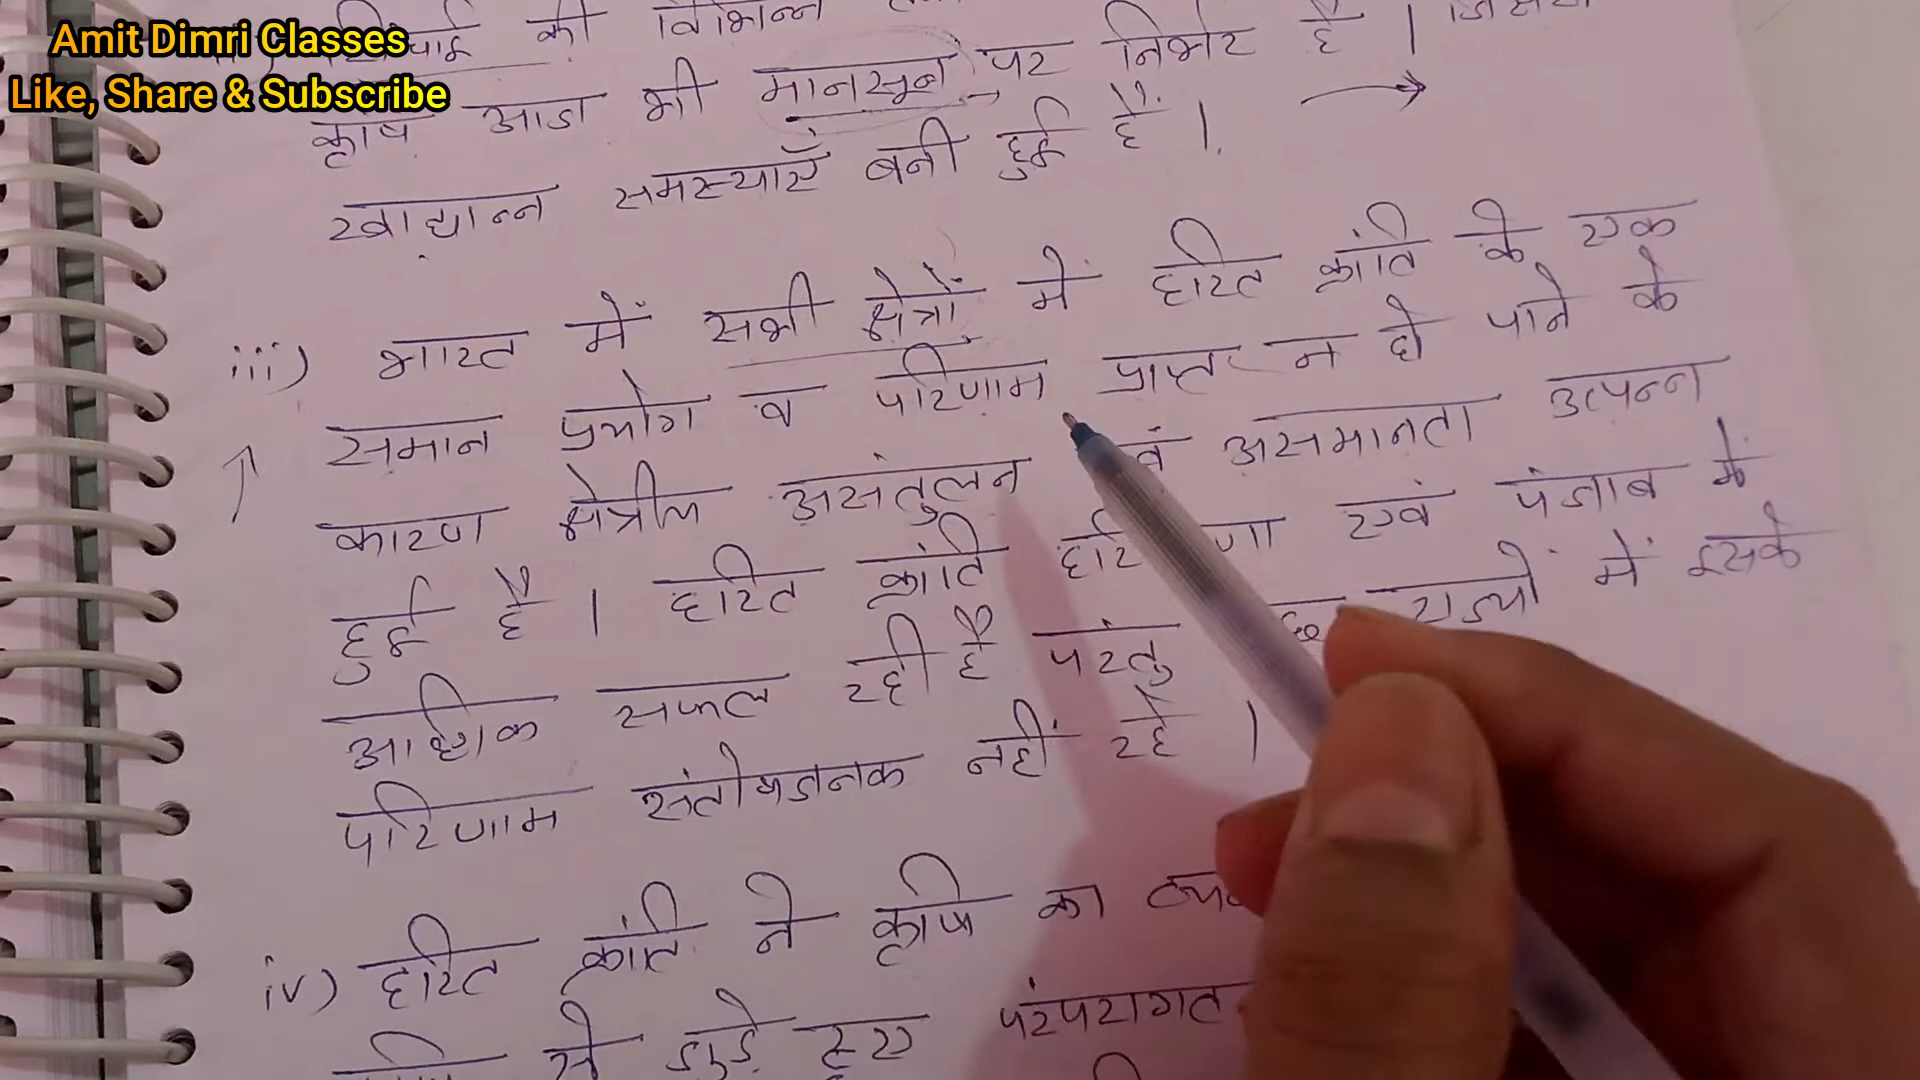 Amit Dimri Classes
Like, Share & Subscribe
की विभिन्न
कृषि आज भी मानसून पर निर्भर है । जिससे
खाद्यान्न समस्याएँ बनी हुई है ।
iii) भारत में सभी क्षेत्रों में हरित क्रांति के एक
समान प्रयोग व परिणाम प्राप्त न हो पाने के
कारण क्षेत्रीय असंतुलन असमानता उत्पन्न
हुई है । हरित क्रांति एवं पंजाब में
अधिक सफल रही है परंतु राज्यों में इसके
परिणाम संतोषजनक नहीं रहे ।
iv) हरित क्रांति ने कृषि का
से जुड़े हुए परंपरागत